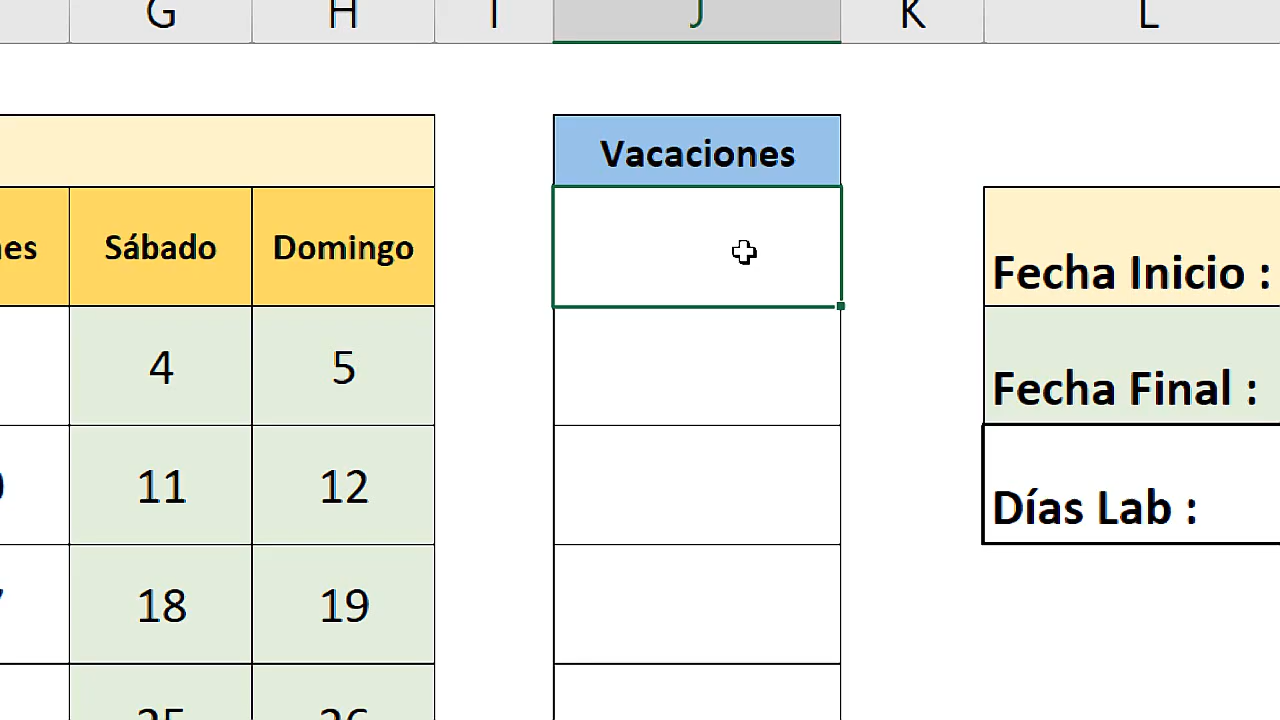 G H I J K L
Vacaciones
Sábado Domingo
Fecha Inicio :
4 5
Fecha Final :
11 12
Días Lab :
18 19
25 26